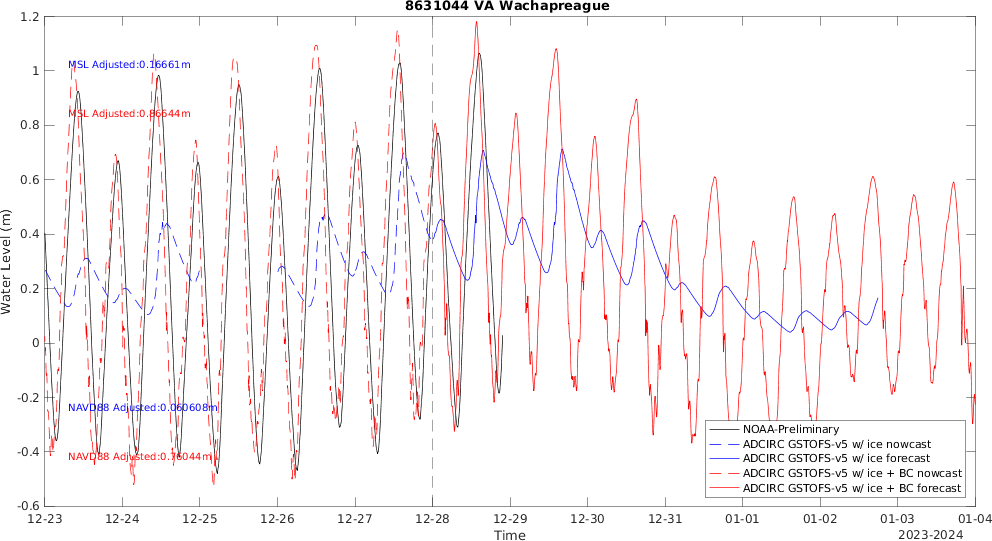 8631044 VA Wachapreague
1.2
1
0.8
0.6
0.4
0.2
0
-0.2
-0.4
-0.6
Water Level (m)
MSL Adjusted:0.16661m
MSL Adjusted:0.86644m
NAVD88 Adjusted:0.060608m
NAVD88 Adjusted:0.76044m
NOAA-Preliminary
ADCIRC GSTOFS-v5 w/ ice nowcast
ADCIRC GSTOFS-v5 w/ ice forecast
ADCIRC GSTOFS-v5 w/ ice + BC nowcast
ADCIRC GSTOFS-v5 w/ ice + BC forecast
12-23 12-24 12-25 12-26 12-27 12-28 12-29 12-30 12-31 01-01 01-02 01-03 01-04
Time
2023-2024